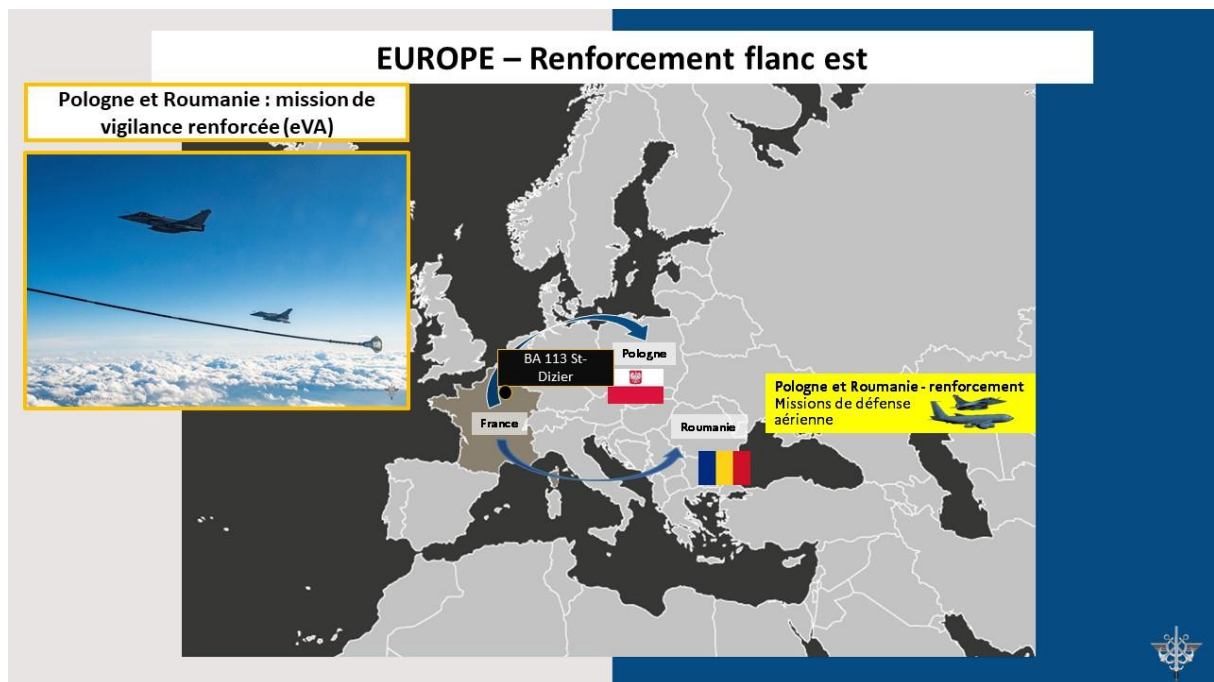 EUROPE – Renforcement flanc est
Pologne et Roumanie : mission de
vigilance renforcée (eVA)
BA 113 St-
Dizier
Pologne
France
Roumanie
Pologne et Roumanie - renforcement
Missions de défense
aérienne